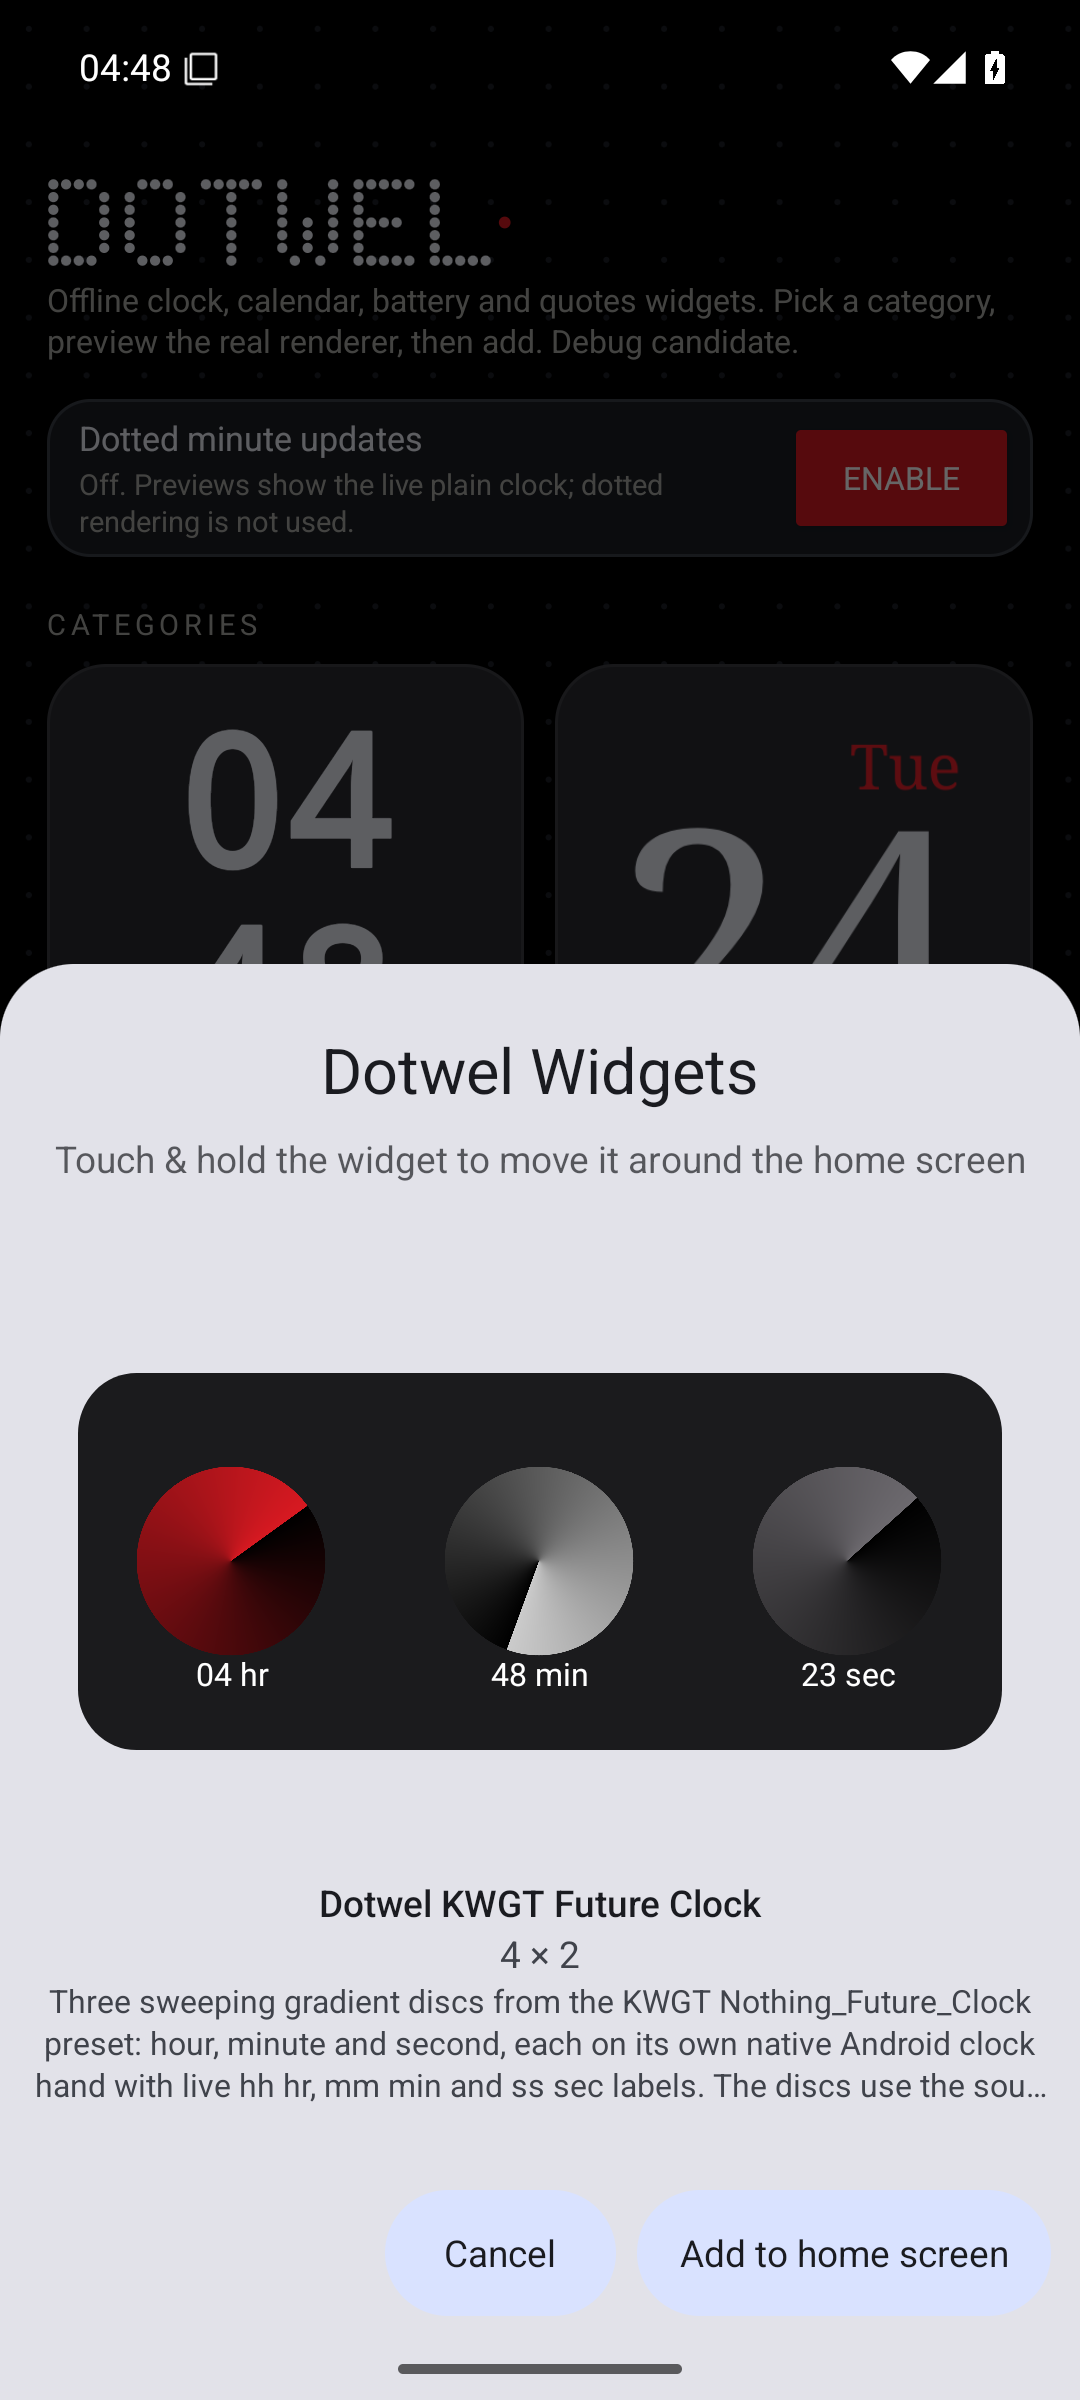 04:48
DOTWEL
Offline clock, calendar, battery and quotes widgets. Pick a category,
preview the real renderer, then add. Debug candidate.
Dotted minute updates
Off. Previews show the live plain clock; dotted
rendering is not used.
ENABLE
CATEGORIES
04
48
Tue
24
Dotwel Widgets
Touch & hold the widget to move it around the home screen
04 hr
48 min
23 sec
Dotwel KWGT Future Clock
4 × 2
Three sweeping gradient discs from the KWGT Nothing_Future_Clock
preset: hour, minute and second, each on its own native Android clock
hand with live hh hr, mm min and ss sec labels. The discs use the sou…
Cancel
Add to home screen